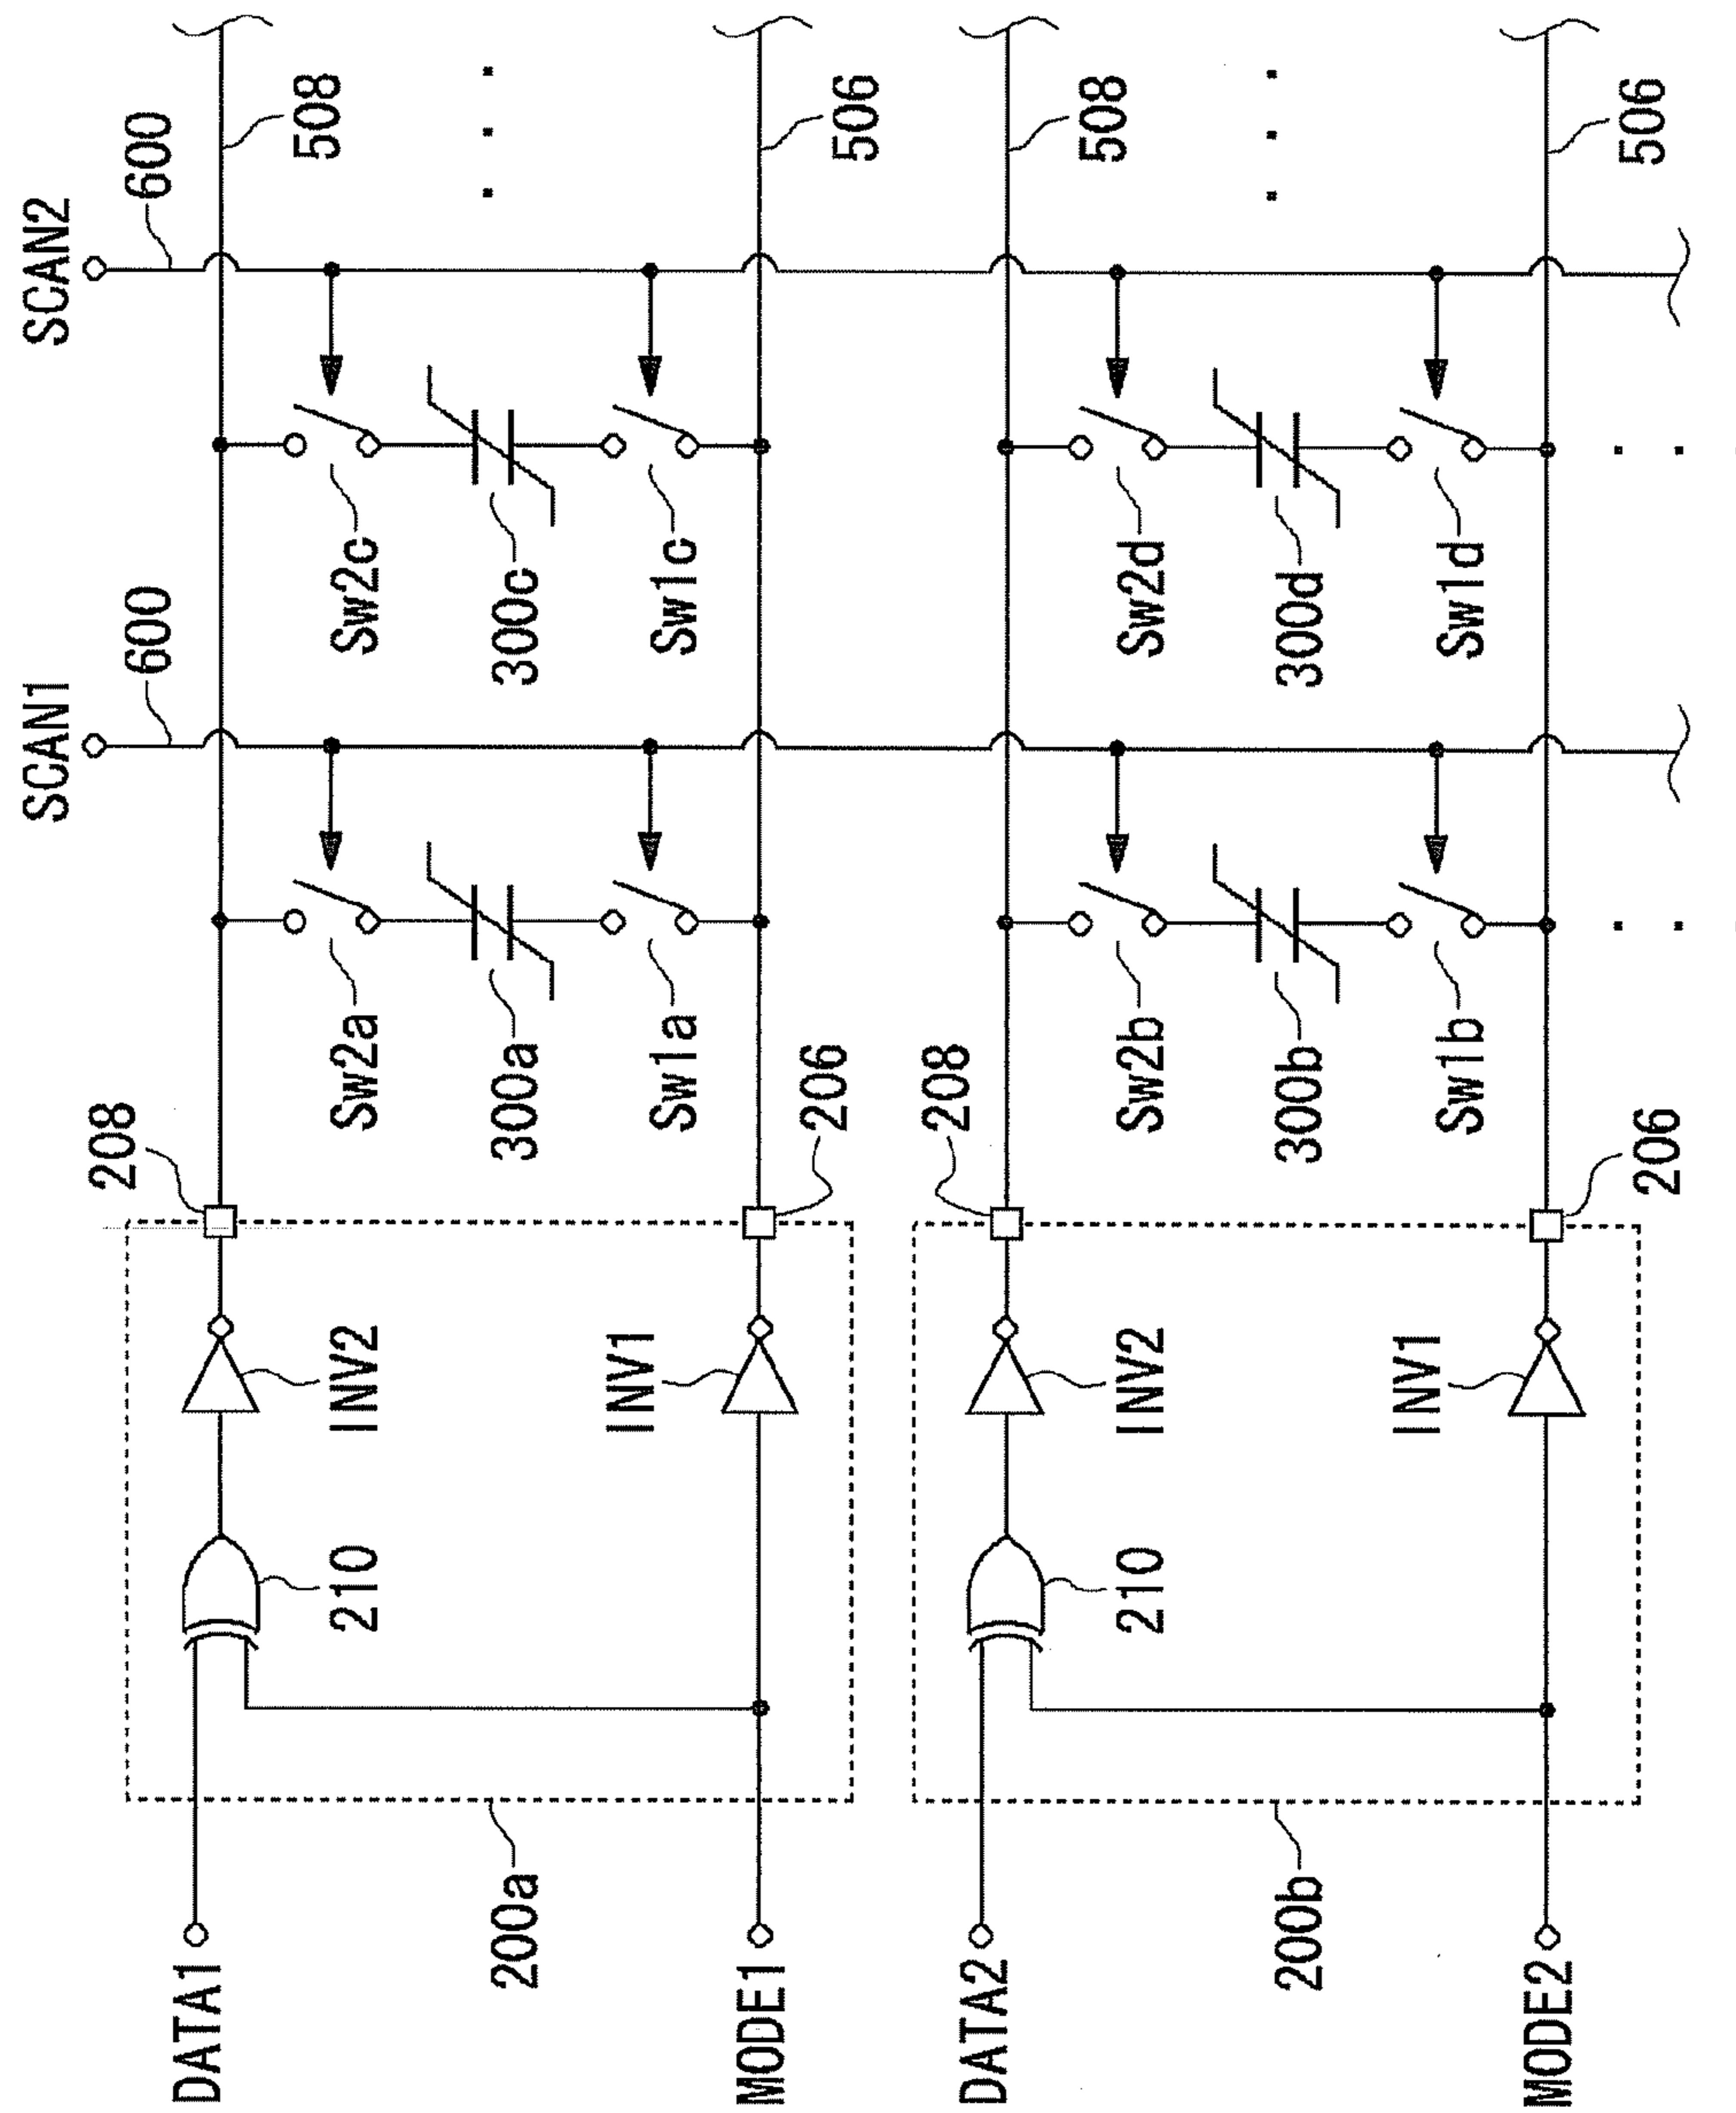 SCAN1
SCAN2
600
600
208
508
DATA1
210
INV2
Sw2a
Sw2c
200a
300a
300c
INV1
Sw1a
Sw1c
MODE1
206
506
208
508
DATA2
210
INV2
Sw2b
Sw2d
200b
300b
300d
INV1
Sw1b
Sw1d
MODE2
206
506